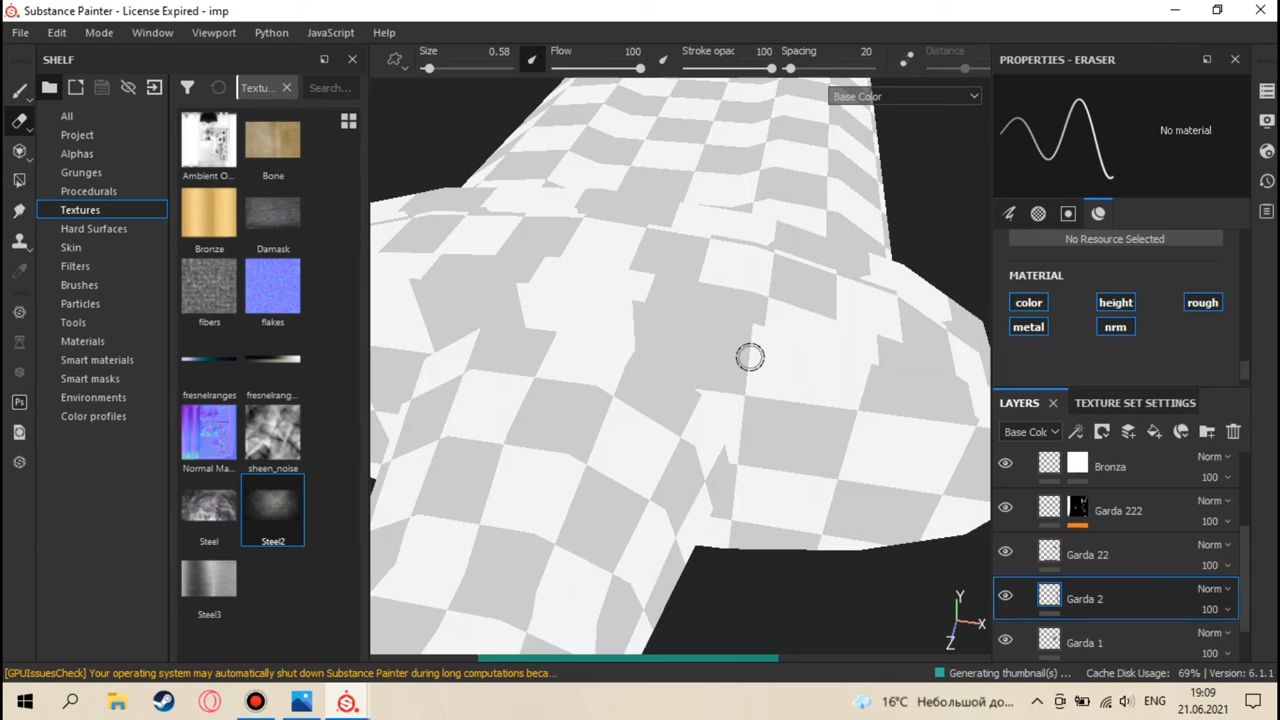 Substance Painter - License Expired - imp
File Edit Mode Window Viewport Python JavaScript Help
SHELF
Textu...
Search...
All
Project
Alphas
Grunges
Procedurals
Textures
Hard Surfaces
Skin
Filters
Brushes
Particles
Tools
Materials
Smart materials
Smart masks
Environments
Color profiles
Ambient O...
Bone
Bronze
Damask
fibers
flakes
fresnelranges
fresnelrang...
Normal Ma...
sheen_noise
Steel
Steel2
Steel3
Size 0.58
Flow 100
Stroke opac 100
Spacing 20
Distance
Base Color
Y
X
Z
PROPERTIES - ERASER
No material
No Resource Selected
MATERIAL
color height rough
metal nrm
LAYERS
TEXTURE SET SETTINGS
Base Colc
Bronza
Norm
100
Garda 222
Norm
100
Garda 22
Norm
100
Garda 2
Norm
100
Garda 1
Norm
100
Ps
[GPUIssuesCheck] Your operating system may automatically shut down Substance Painter during long computations beca...
Generating thumbnail(s) ...
Cache Disk Usage: 69% | Version: 6.1.1
16°C Небольшой до...
ENG
19:09
21.06.2021